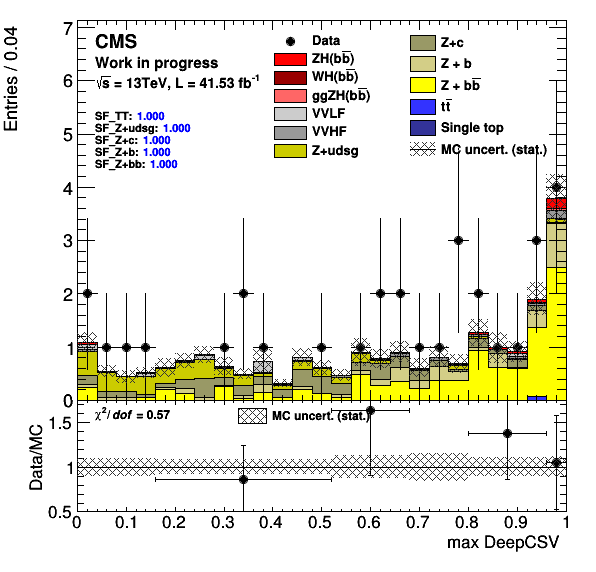 Entries / 0.04
7
6
5
4
3
2
1
0
CMS
Work in progress
√s = 13TeV, L = 41.53 fb⁻¹
SF_TT: 1.000
SF_Z+udsg: 1.000
SF_Z+c: 1.000
SF_Z+b: 1.000
SF_Z+bb: 1.000
Data
ZH(bb̅)
WH(bb̅)
ggZH(bb̅)
VVLF
VVHF
Z+udsg
Z+c
Z + b
Z + bb̅
tt̅
Single top
MC uncert. (stat.)
Data/MC
1.5
1
0.5
χ²/ dof = 0.57
MC uncert. (stat.)
0 0.1 0.2 0.3 0.4 0.5 0.6 0.7 0.8 0.9 1
max DeepCSV